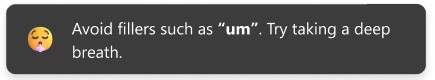 Avoid fillers such as “um”. Try taking a deep
breath.